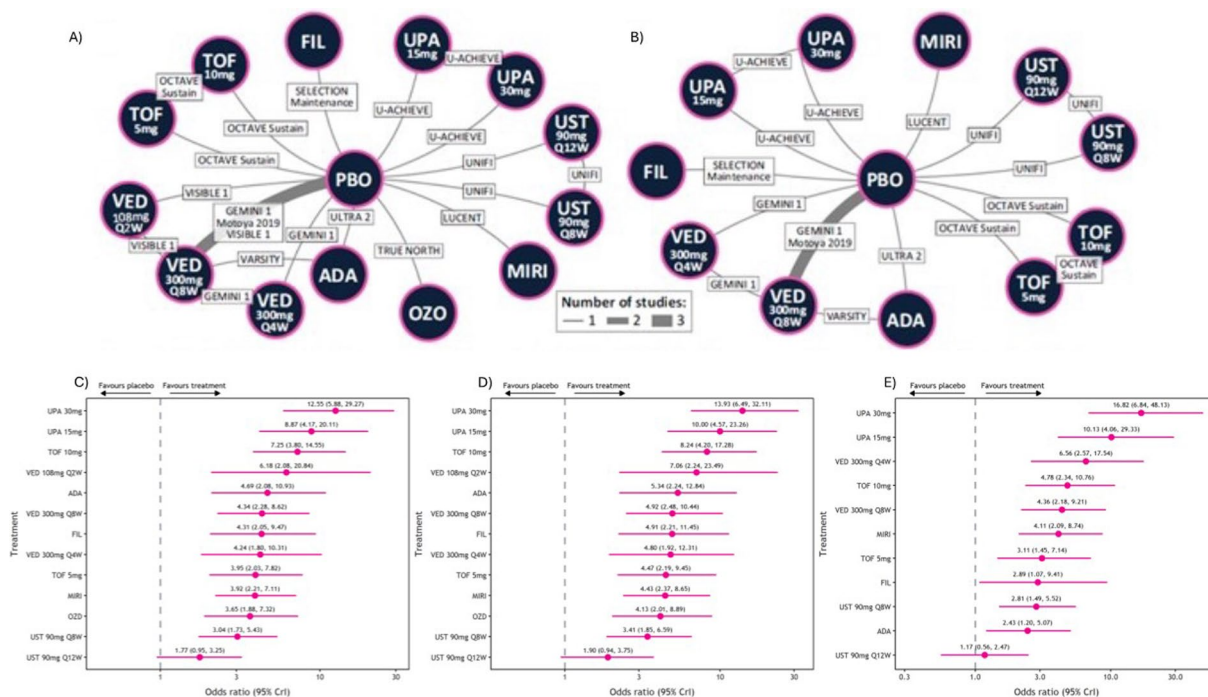 A)
TOF
10mg
FIL
UPA
15mg
U-ACHIEVE
UPA
30mg
OCTAVE
Sustain
SELECTION
Maintenance
TOF
5mg
OCTAVE Sustain
U-ACHIEVE
U-ACHIEVE
UST
90mg
Q12W
OCTAVE Sustain
UNIFI
PBO
UNIFI
VED
108mg
Q2W
VISIBLE 1
GEMINI 1
Motoya 2019
VISIBLE 1
ULTRA 2
UNIFI
LUCENT
UST
90mg
Q8W
VISIBLE 1
GEMINI 1
TRUE NORTH
VED
300mg
Q8W
VARSITY
ADA
MIRI
GEMINI 1
VED
300mg
Q4W
OZO
Number of studies:
1 2 3
B)
UPA
30mg
MIRI
U-ACHIEVE
UST
90mg
Q12W
UPA
15mg
U-ACHIEVE
LUCENT
UNIFI
UNIFI
U-ACHIEVE
UST
90mg
Q8W
FIL
SELECTION
Maintenance
PBO
UNIFI
GEMINI 1
OCTAVE Sustain
VED
300mg
Q4W
GEMINI 1
Motoya 2019
OCTAVE Sustain
TOF
10mg
ULTRA 2
OCTAVE
Sustain
GEMINI 1
VED
300mg
Q8W
VARSITY
ADA
TOF
5mg
C)
Favours placebo Favours treatment
Treatment
UPA 30mg 12.55 (5.88, 29.27)
UPA 15mg 8.87 (4.17, 20.11)
TOF 10mg 7.25 (3.80, 14.55)
VED 108mg Q2W 6.18 (2.08, 20.84)
ADA 4.69 (2.08, 10.93)
VED 300mg Q8W 4.34 (2.28, 8.62)
FIL 4.31 (2.05, 9.47)
VED 300mg Q4W 4.24 (1.80, 10.31)
TOF 5mg 3.95 (2.03, 7.82)
MIRI 3.92 (2.21, 7.11)
OZD 3.65 (1.88, 7.32)
UST 90mg Q8W 3.04 (1.73, 5.43)
UST 90mg Q12W 1.77 (0.95, 3.25)
1 3 10 30
Odds ratio (95% CrI)
D)
Favours placebo Favours treatment
Treatment
UPA 30mg 13.93 (6.49, 32.11)
UPA 15mg 10.00 (4.57, 23.26)
TOF 10mg 8.24 (4.20, 17.28)
VED 108mg Q2W 7.06 (2.24, 23.49)
ADA 5.34 (2.24, 12.84)
VED 300mg Q8W 4.92 (2.48, 10.44)
FIL 4.91 (2.21, 11.45)
VED 300mg Q4W 4.80 (1.92, 12.31)
TOF 5mg 4.47 (2.19, 9.45)
MIRI 4.43 (2.37, 8.65)
OZD 4.13 (2.01, 8.89)
UST 90mg Q8W 3.41 (1.85, 6.59)
UST 90mg Q12W 1.90 (0.94, 3.75)
1 3 10 30
Odds ratio (95% CrI)
E)
Favours placebo Favours treatment
Treatment
UPA 30mg 16.82 (6.84, 48.13)
UPA 15mg 10.13 (4.06, 29.33)
VED 300mg Q4W 6.56 (2.57, 17.54)
TOF 10mg 4.78 (2.34, 10.76)
VED 300mg Q8W 4.36 (2.18, 9.21)
MIRI 4.11 (2.09, 8.74)
TOF 5mg 3.11 (1.45, 7.14)
FIL 2.89 (1.07, 9.41)
UST 90mg Q8W 2.81 (1.49, 5.52)
ADA 2.43 (1.20, 5.07)
UST 90mg Q12W 1.17 (0.56, 2.47)
0.3 1.0 3.0 10.0 30.0
Odds ratio (95% CrI)